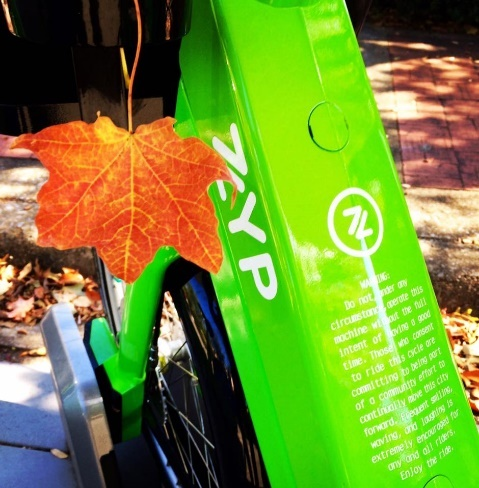 ZYP
WARNING:
Do not under any
circumstance operate this
machine without the full
intent of having a good
time. Those who consent
to ride this cycle are
committing to being part
of a community effort to
continually move this city
forward. Frequent smiling,
waving, and laughing is
extremely encouraged for
any and all riders.
Enjoy the ride.